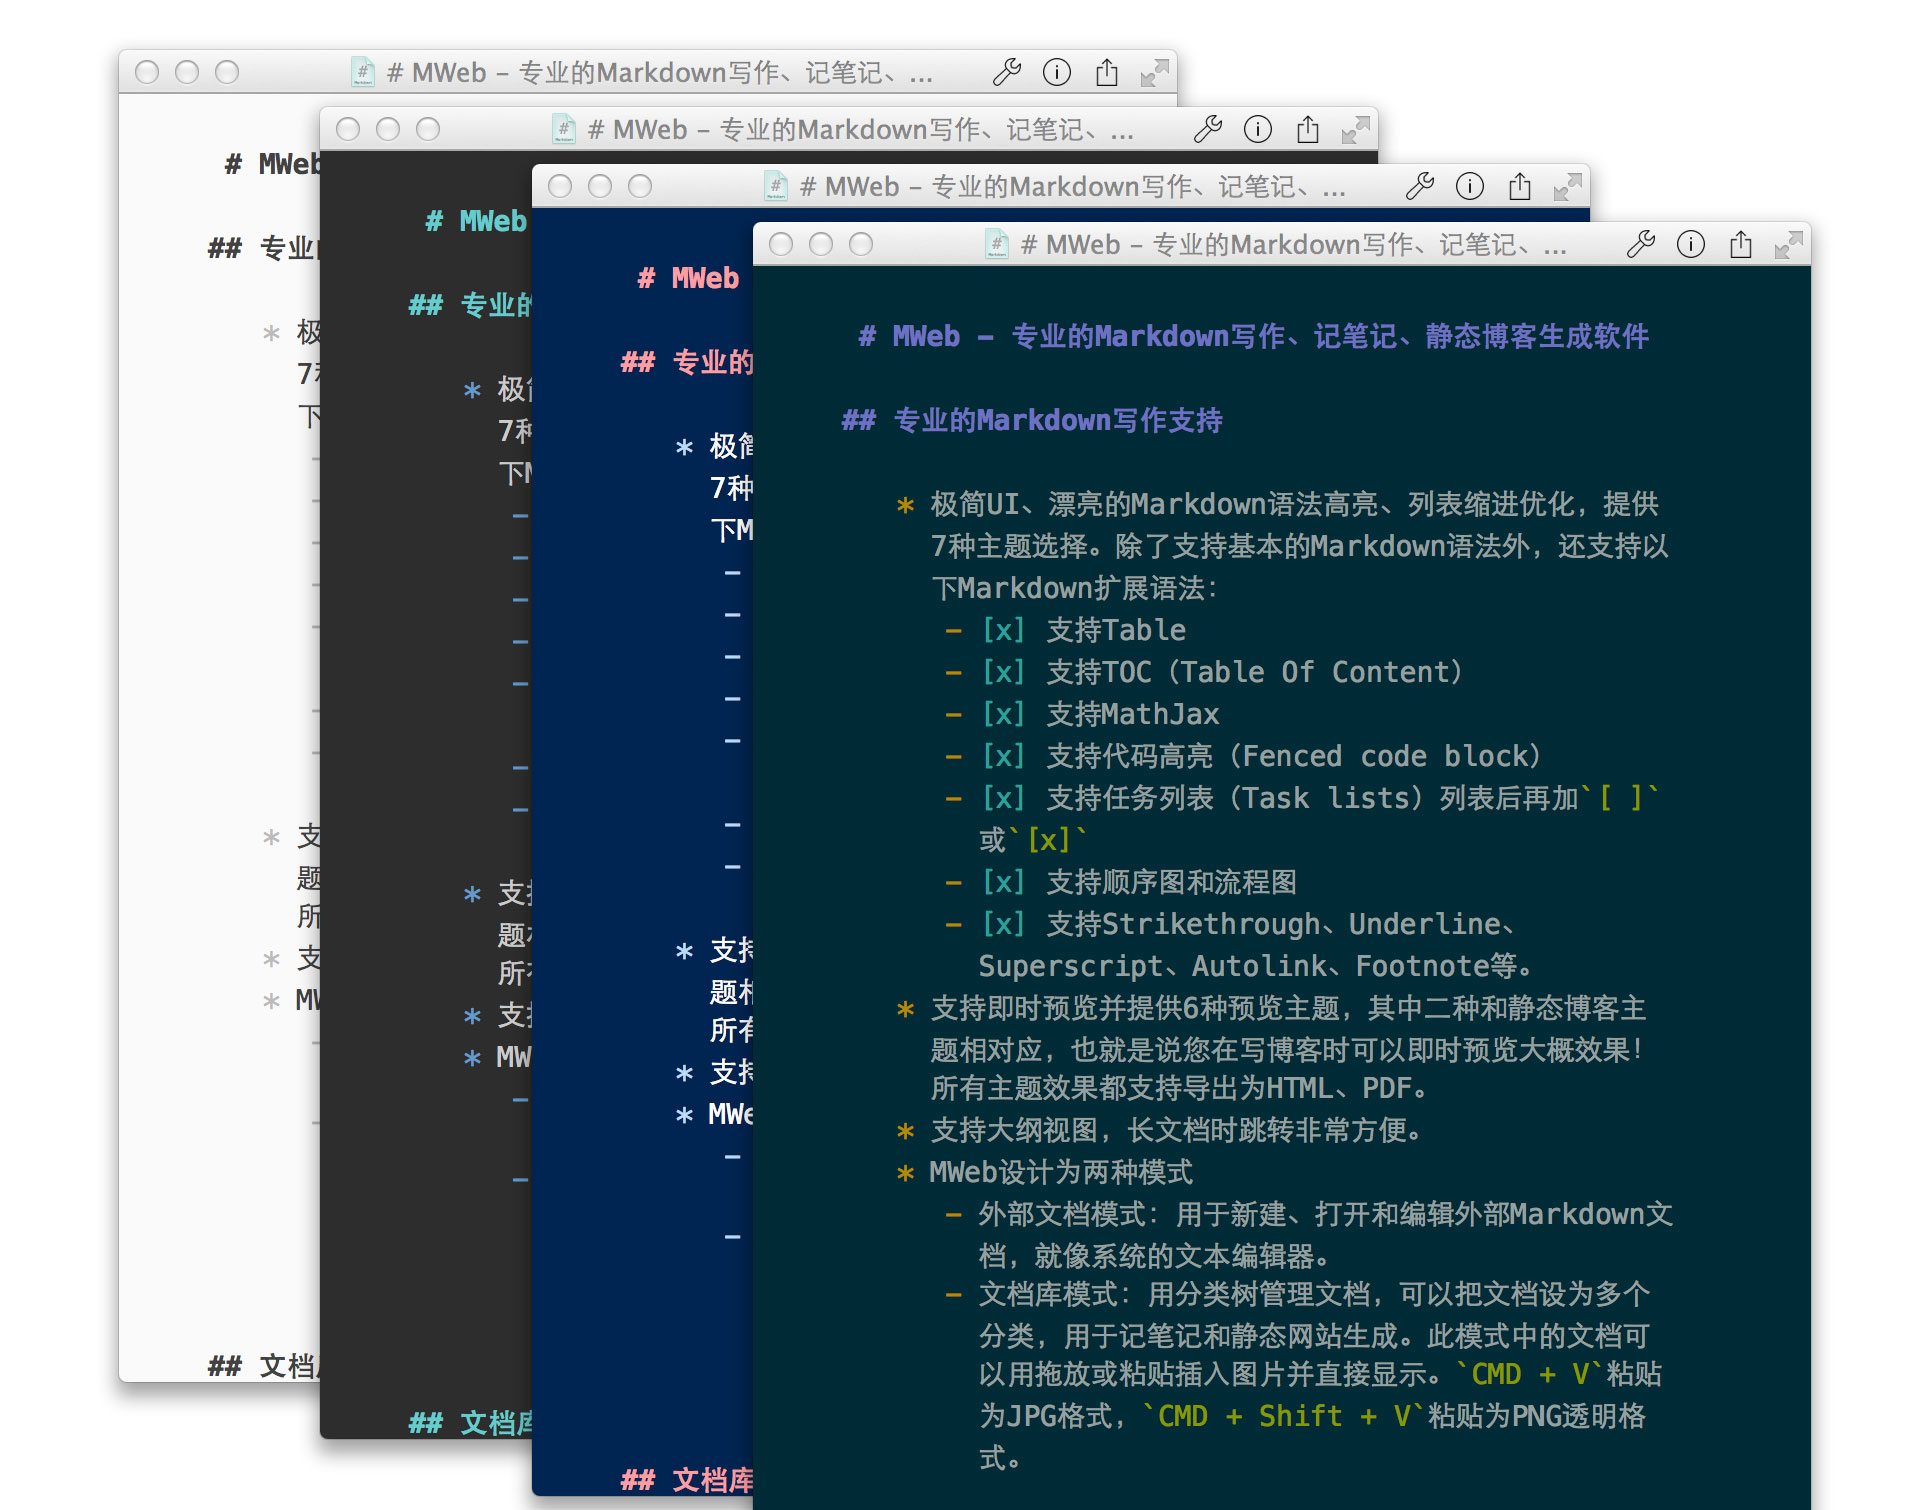 # MWeb – 专业的Markdown写作、记笔记、...
# MWeb
## 专业
* 极
7
下
* 支
题
所
* 支
* MW
## 文档
# MWeb – 专业的Markdown写作、记笔记、...
# MWeb
## 专业的
* 极简
7种
下M
* 支持
题
所有
* 支持
* MW
## 文档库
# MWeb – 专业的Markdown写作、记笔记、...
# MWeb
## 专业的
* 极简
7种
下M
* 支持
题相
所有
* 支持
* MWe
## 文档库
# MWeb – 专业的Markdown写作、记笔记、...
# MWeb – 专业的Markdown写作、记笔记、静态博客生成软件
## 专业的Markdown写作支持
* 极简UI、漂亮的Markdown语法高亮、列表缩进优化，提供
7种主题选择。除了支持基本的Markdown语法外，还支持以
下Markdown扩展语法：
- [x] 支持Table
- [x] 支持TOC（Table Of Content）
- [x] 支持MathJax
- [x] 支持代码高亮（Fenced code block）
- [x] 支持任务列表（Task lists）列表后再加`[ ]`
或`[x]`
- [x] 支持顺序图和流程图
- [x] 支持Strikethrough、Underline、
Superscript、Autolink、Footnote等。
* 支持即时预览并提供6种预览主题，其中二种和静态博客主
题相对应，也就是说您在写博客时可以即时预览大概效果！
所有主题效果都支持导出为HTML、PDF。
* 支持大纲视图，长文档时跳转非常方便。
* MWeb设计为两种模式
- 外部文档模式：用于新建、打开和编辑外部Markdown文
档，就像系统的文本编辑器。
- 文档库模式：用分类树管理文档，可以把文档设为多个
分类，用于记笔记和静态网站生成。此模式中的文档可
以用拖放或粘贴插入图片并直接显示。`CMD + V`粘贴
为JPG格式，`CMD + Shift + V`粘贴为PNG透明格
式。